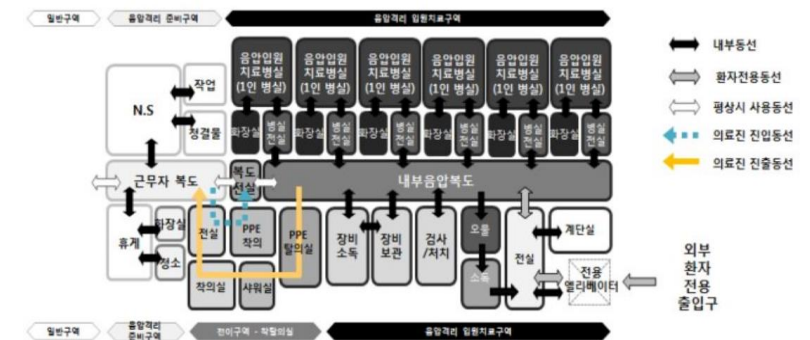 일반구역
음압격리 준비구역
음압격리 입원치료구역
음압입원
치료병실
(1인 병실)
음압입원
치료병실
(1인 병실)
음압입원
치료병실
(1인 병실)
음압입원
치료병실
(1인 병실)
음압입원
치료병실
(1인 병실)
음압입원
치료병실
(1인 병실)
N.S
작업
청결물
화장실
병실
전실
화장실
병실
전실
화장실
병실
전실
화장실
병실
전실
화장실
병실
전실
화장실
병실
전실
근무자 복도
복도
전실
내부음압복도
휴게
화장실
청소
전실
PPE
착의
PPE
탈의실
착의실
샤워실
장비
소독
장비
보관
검사
/처치
오물
소독
전실
계단실
전용
엘리베이터
외부
환자
전용
출입구
내부동선
환자전용동선
평상시 사용동선
의료진 진입동선
의료진 진출동선
일반구역
음압격리
준비구역
전이구역 - 착탈의실
음압격리 입원치료구역